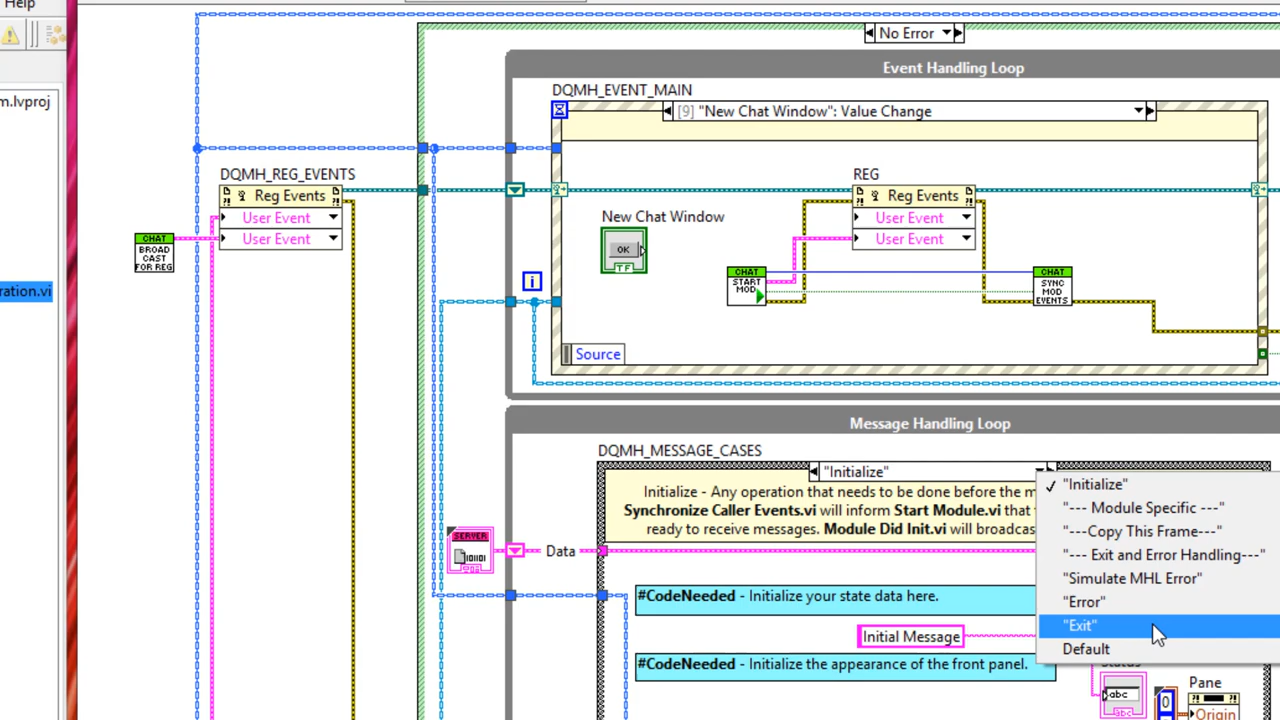 Help
No Error
Event Handling Loop
m.lvproj
DQMH_EVENT_MAIN
[9] "New Chat Window": Value Change
DQMH_REG_EVENTS
REG
Reg Events
Reg Events
User Event
New Chat Window
User Event
User Event
User Event
CHAT
BROAD
CAST
FOR REG
OK
TF
CHAT
START
MOD
CHAT
SYNC
MOD
EVENTS
i
ration.vi
Source
Message Handling Loop
DQMH_MESSAGE_CASES
"Initialize"
Initialize - Any operation that needs to be done before the m
Synchronize Caller Events.vi will inform Start Module.vi that
ready to receive messages. Module Did Init.vi will broadcas
"Initialize"
"--- Module Specific ---"
"---Copy This Frame---"
"--- Exit and Error Handling---"
"Simulate MHL Error"
"Error"
"Exit"
Default
SERVER
Data
#CodeNeeded - Initialize your state data here.
Initial Message
#CodeNeeded - Initialize the appearance of the front panel.
Status
abc
abc
Pane
0
Origin